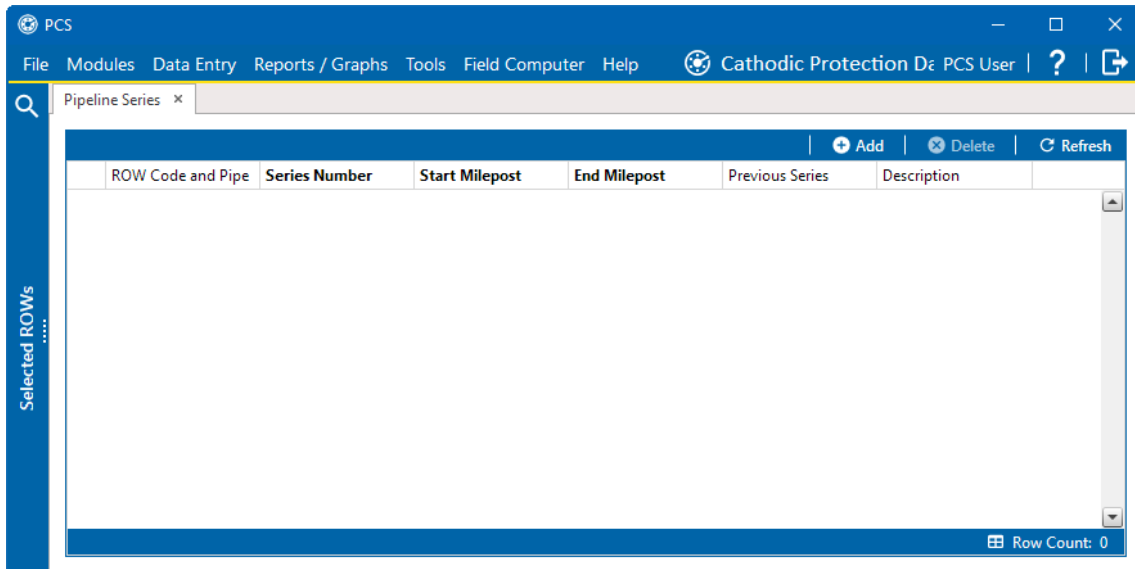 PCS
File Modules Data Entry Reports / Graphs Tools Field Computer Help Cathodic Protection Da PCS User | ? |
Pipeline Series ×
Add | Delete | Refresh
ROW Code and Pipe Series Number Start Milepost End Milepost Previous Series Description
Selected ROWs
Row Count: 0